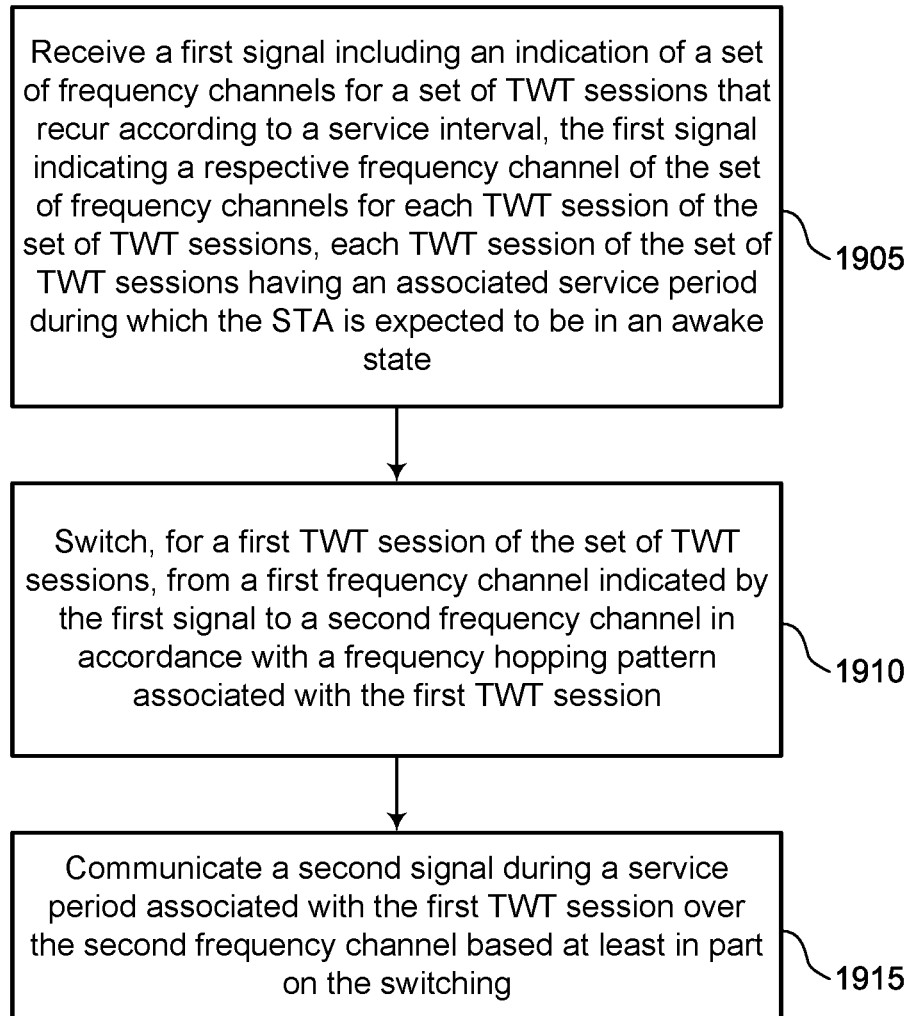 Receive a first signal including an indication of a set
of frequency channels for a set of TWT sessions that
recur according to a service interval, the first signal
indicating a respective frequency channel of the set
of frequency channels for each TWT session of the
set of TWT sessions, each TWT session of the set of
TWT sessions having an associated service period
during which the STA is expected to be in an awake
state
1905
Switch, for a first TWT session of the set of TWT
sessions, from a first frequency channel indicated by
the first signal to a second frequency channel in
accordance with a frequency hopping pattern
associated with the first TWT session
1910
Communicate a second signal during a service
period associated with the first TWT session over
the second frequency channel based at least in part
on the switching
1915